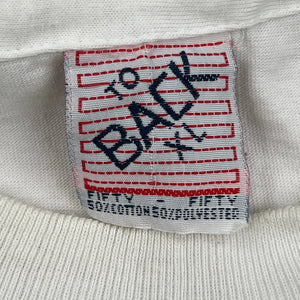 TO
BACK
XL
FIFTY - FIFTY
50%COTTON 50%POLYESTER